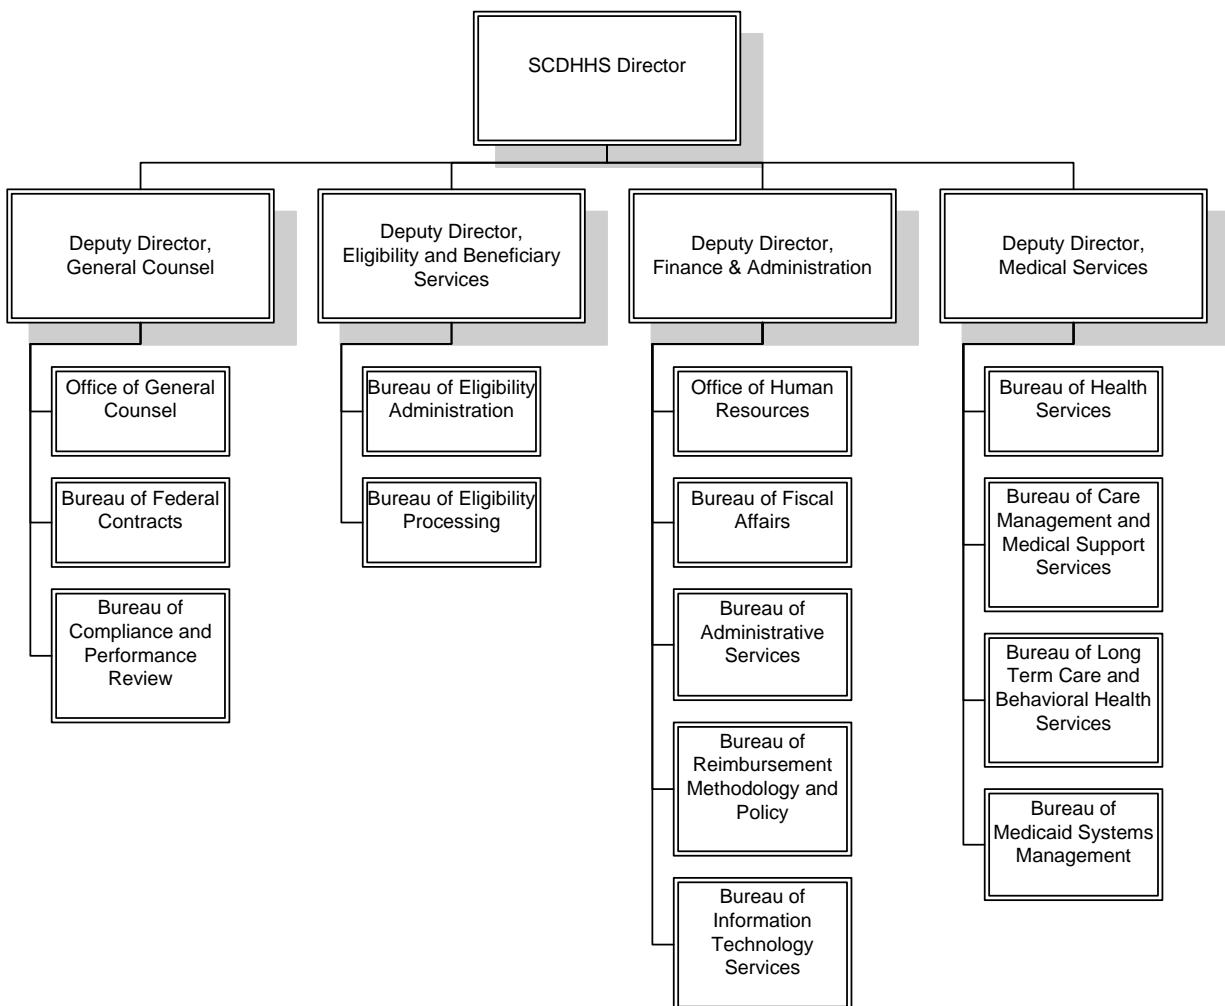 SCDHHS Director
Deputy Director,
General Counsel
Deputy Director,
Eligibility and Beneficiary
Services
Deputy Director,
Finance & Administration
Deputy Director,
Medical Services
Office of General
Counsel
Bureau of Federal
Contracts
Bureau of
Compliance and
Performance
Review
Bureau of Eligibility
Administration
Bureau of Eligibility
Processing
Office of Human
Resources
Bureau of Fiscal
Affairs
Bureau of
Administrative
Services
Bureau of
Reimbursement
Methodology and
Policy
Bureau of
Information
Technology
Services
Bureau of Health
Services
Bureau of Care
Management and
Medical Support
Services
Bureau of Long
Term Care and
Behavioral Health
Services
Bureau of
Medicaid Systems
Management